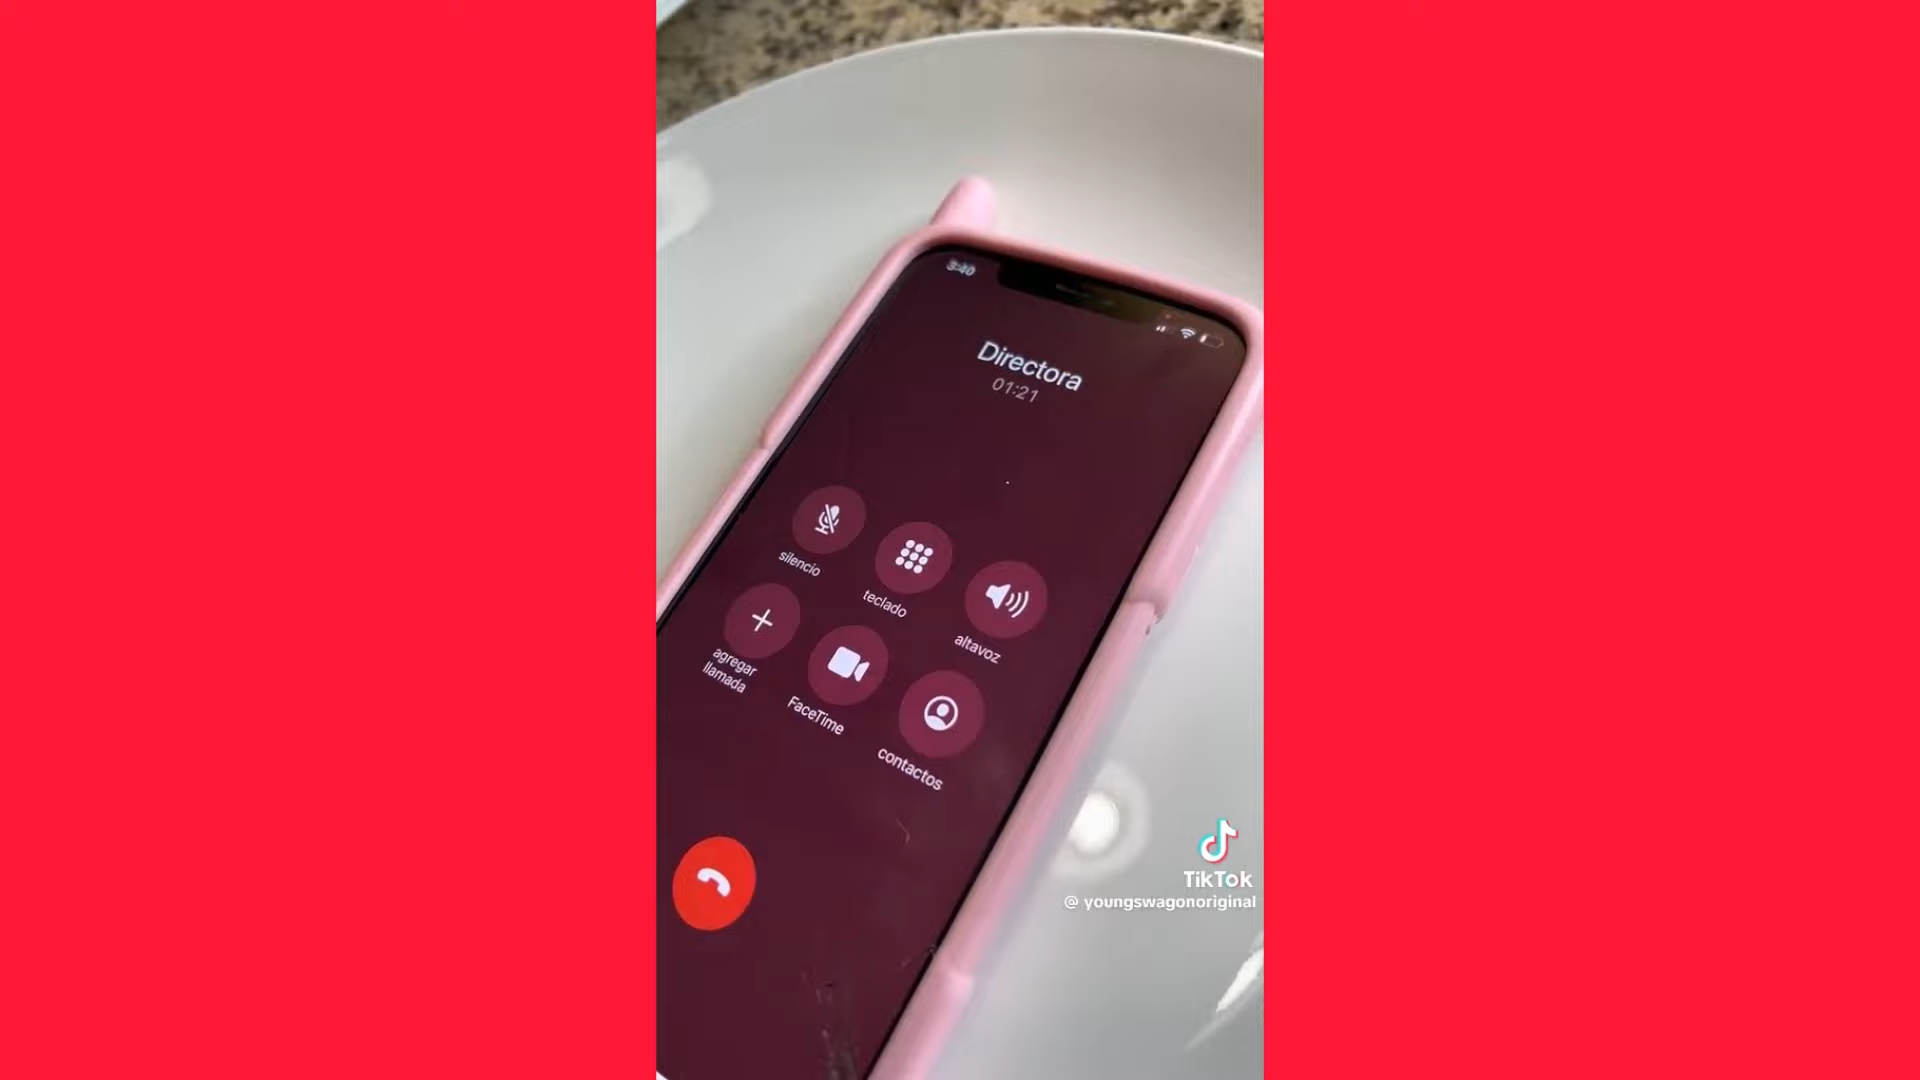 3:40
Directora
01:21
silencio
teclado
altavoz
agregar
llamada
FaceTime
contactos
TikTok
@ youngswagonoriginal